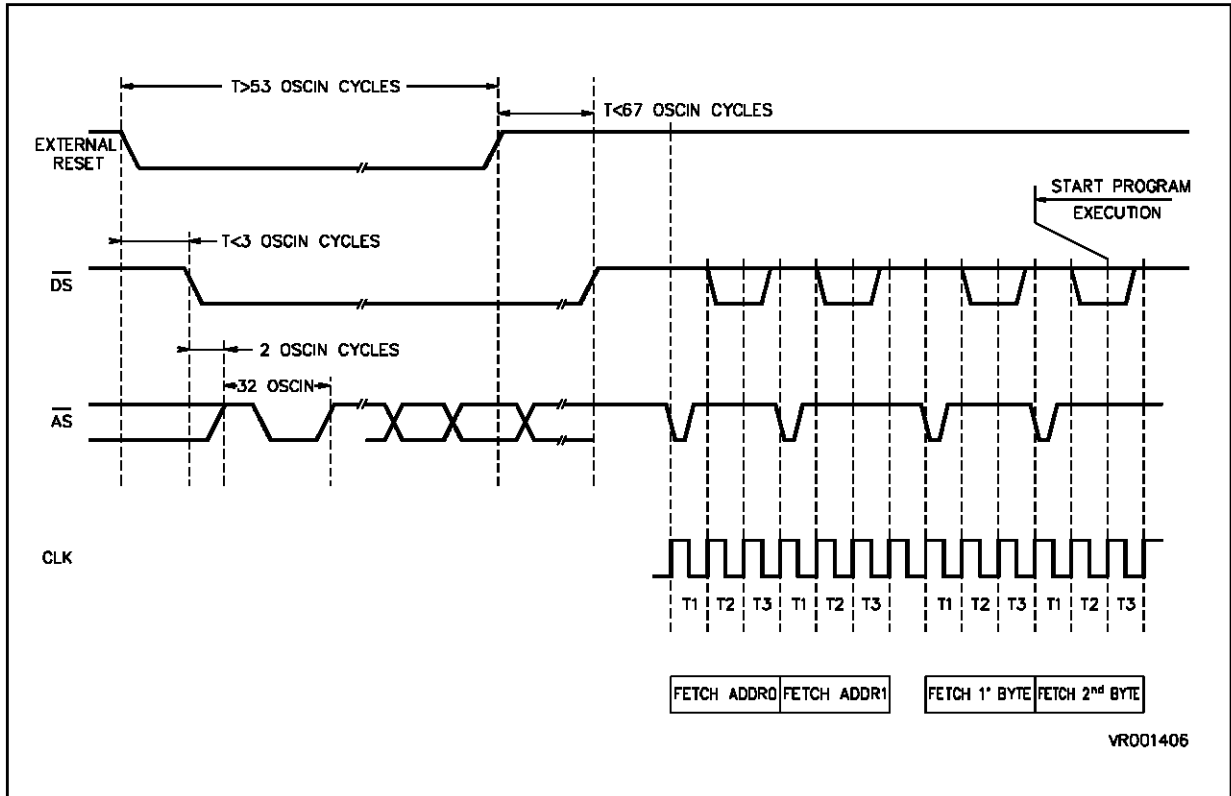 T>53 OSCIN CYCLES
T<67 OSCIN CYCLES
EXTERNAL
RESET
START PROGRAM
EXECUTION
T<3 OSCIN CYCLES
DS
2 OSCIN CYCLES
32 OSCIN
AS
CLK
T1 T2 T3 T1 T2 T3 T1 T2 T3 T1 T2 T3
FETCH ADDR0 FETCH ADDR1 FETCH 1° BYTE FETCH 2nd BYTE
VR001406